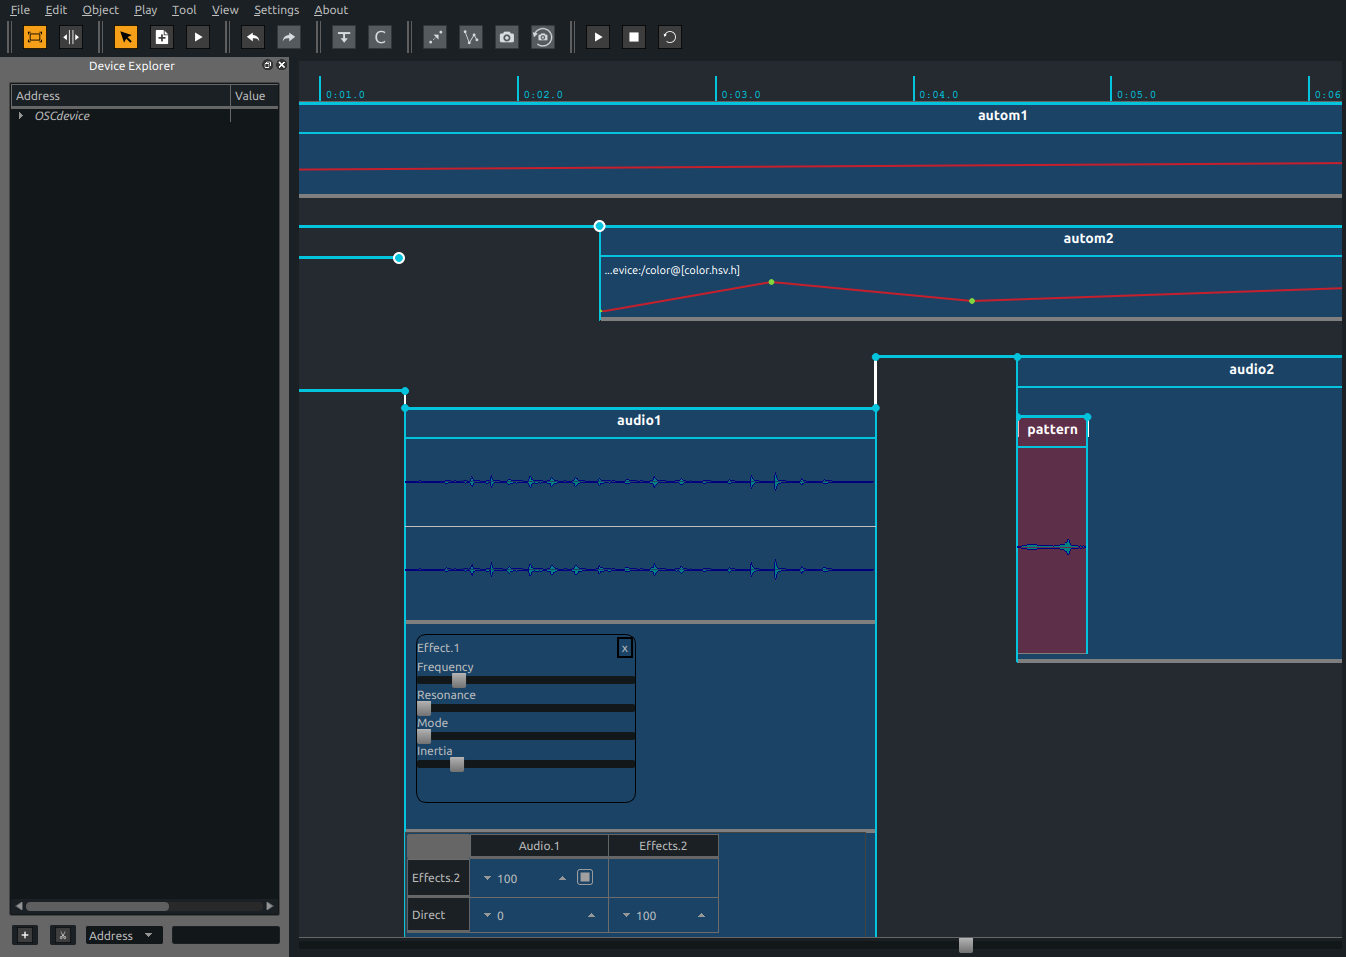 File Edit Object Play Tool View Settings About
C
Device Explorer
Address Value
OSCdevice
0:01.0 0:02.0 0:03.0 0:04.0 0:05.0 0:06
autom1
autom2
...evice:/color@[color.hsv.h]
audio2
audio1
pattern
Effect.1 x
Frequency
Resonance
Mode
Inertia
Audio.1 Effects.2
Effects.2 100
Direct 0 100
+ Address